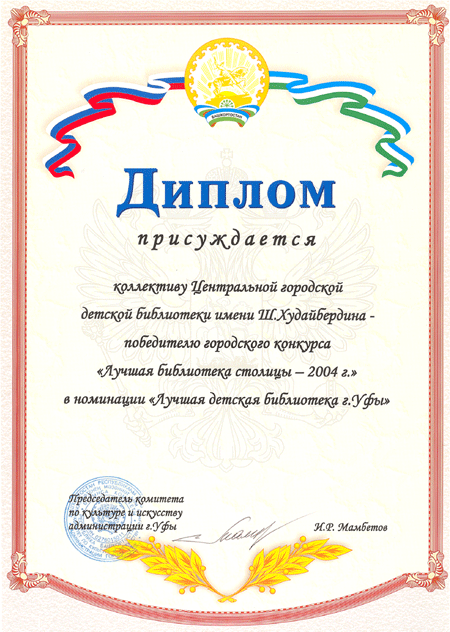 БАШКОРТОСТАН
Диплом
присуждается
коллективу Центральной городской
детской библиотеки имени Ш.Худайбердина -
победителю городского конкурса
«Лучшая библиотека столицы – 2004 г.»
в номинации «Лучшая детская библиотека г.Уфы»
Председатель комитета
по культуре и искусству
администрации г.Уфы
И.Р. Мамбетов